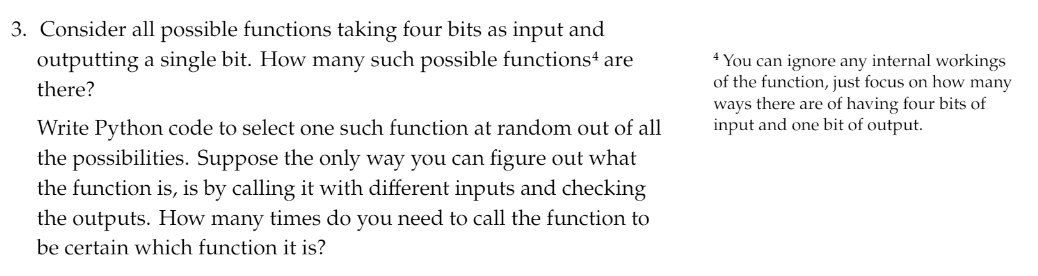 3. Consider all possible functions taking four bits as input and
outputting a single bit. How many such possible functions⁴ are
there?
Write Python code to select one such function at random out of all
the possibilities. Suppose the only way you can figure out what
the function is, is by calling it with different inputs and checking
the outputs. How many times do you need to call the function to
be certain which function it is?
⁴ You can ignore any internal workings
of the function, just focus on how many
ways there are of having four bits of
input and one bit of output.